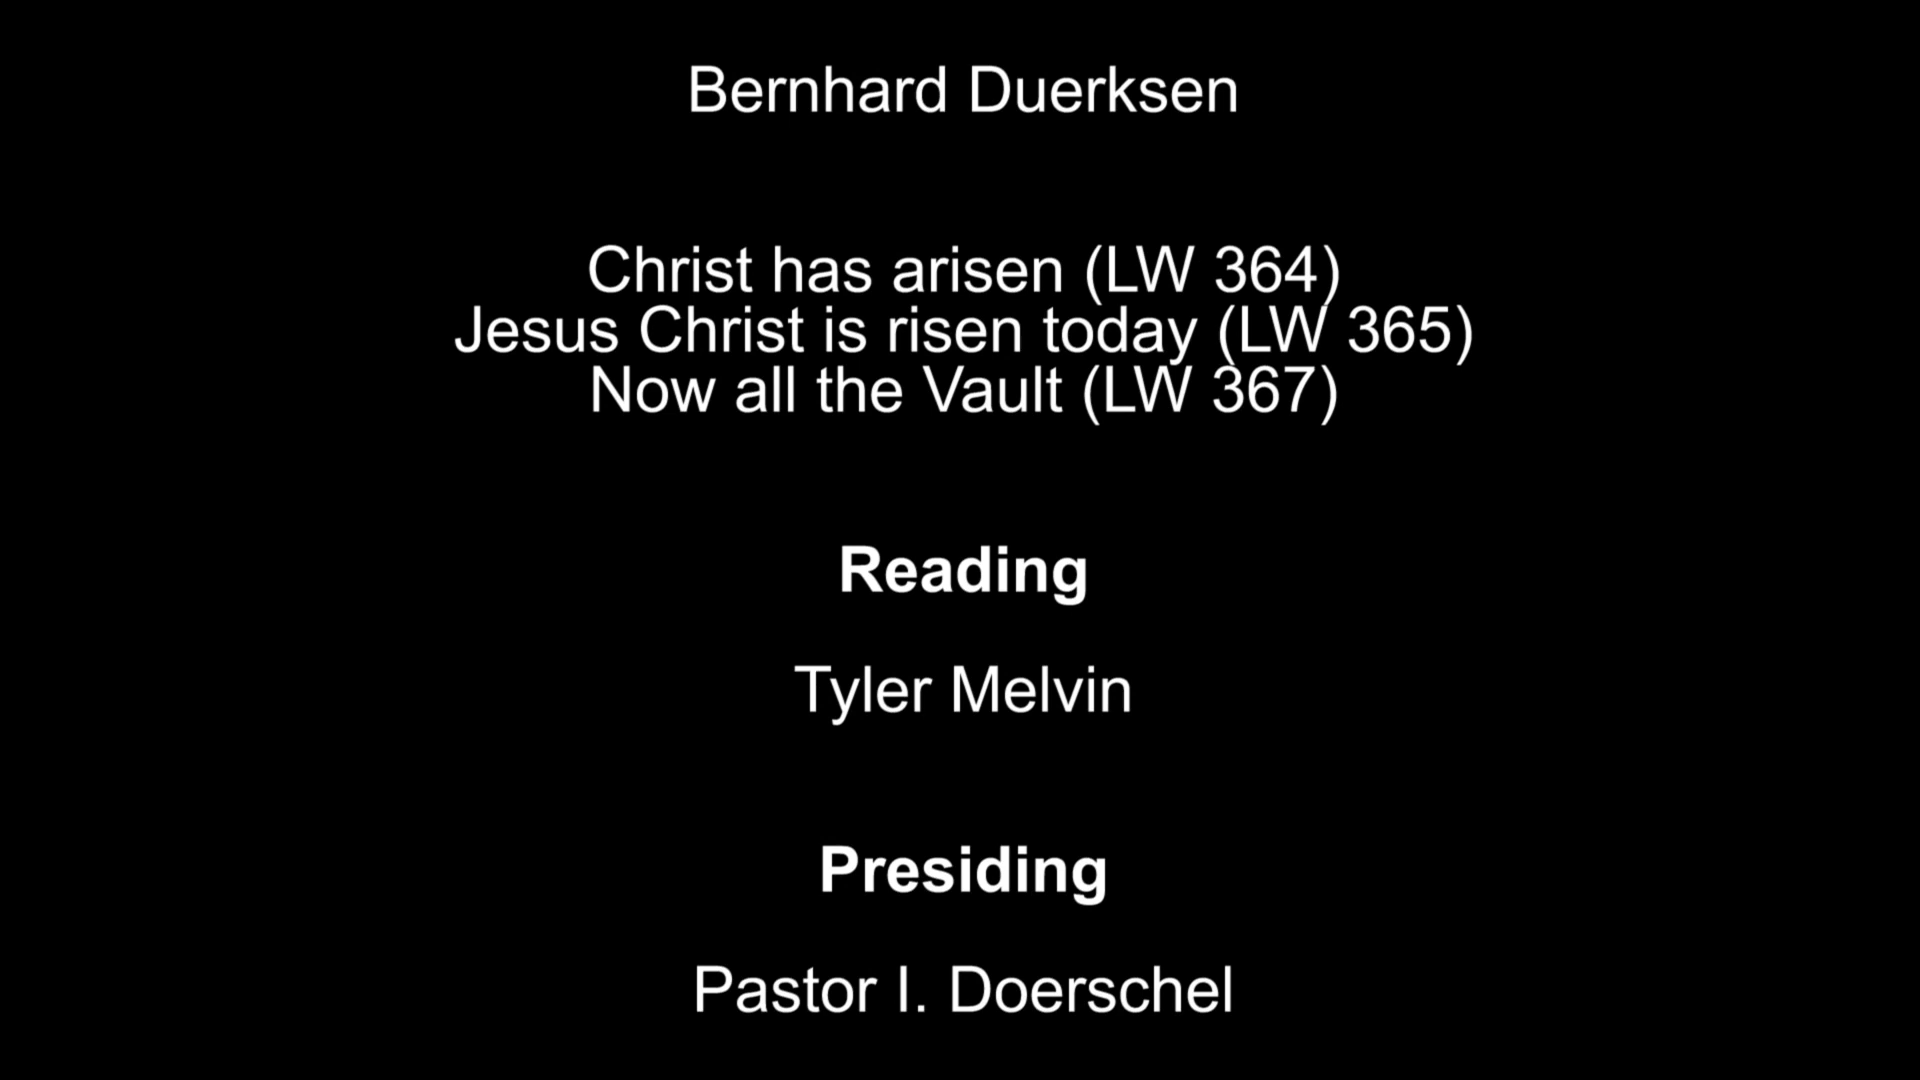 Bernhard Duerksen
Christ has arisen (LW 364)
Jesus Christ is risen today (LW 365)
Now all the Vault (LW 367)
Reading
Tyler Melvin
Presiding
Pastor I. Doerschel